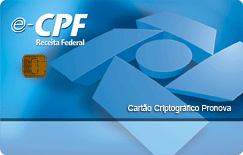 e-CPF
Receita Federal
Cartão Criptográfico Pronova